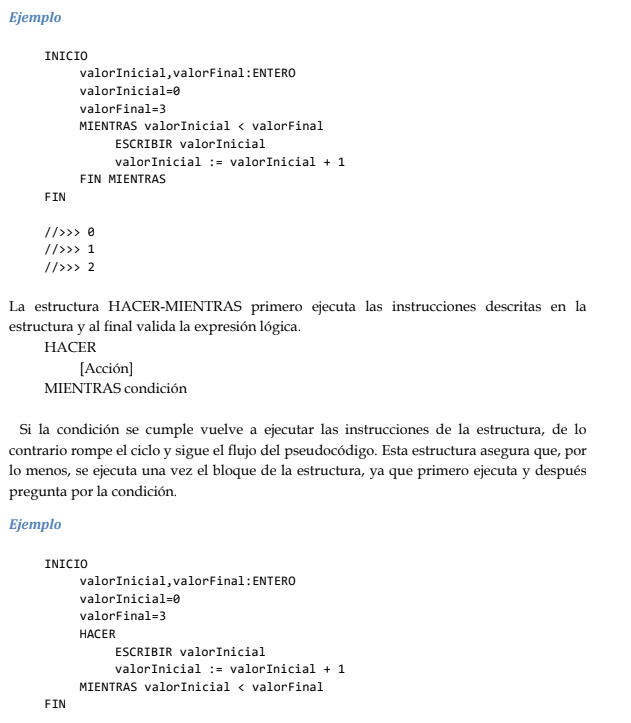 Ejemplo
INICIO
valorInicial,valorFinal:ENTERO
valorInicial=0
valorFinal=3
MIENTRAS valorInicial < valorFinal
ESCRIBIR valorInicial
valorInicial := valorInicial + 1
FIN MIENTRAS
FIN
//>>> 0
//>>> 1
//>>> 2
La estructura HACER-MIENTRAS primero ejecuta las instrucciones descritas en la
estructura y al final valida la expresión lógica.
HACER
[Acción]
MIENTRAS condición
Si la condición se cumple vuelve a ejecutar las instrucciones de la estructura, de lo
contrario rompe el ciclo y sigue el flujo del pseudocódigo. Esta estructura asegura que, por
lo menos, se ejecuta una vez el bloque de la estructura, ya que primero ejecuta y después
pregunta por la condición.
Ejemplo
INICIO
valorInicial,valorFinal:ENTERO
valorInicial=0
valorFinal=3
HACER
ESCRIBIR valorInicial
valorInicial := valorInicial + 1
MIENTRAS valorInicial < valorFinal
FIN